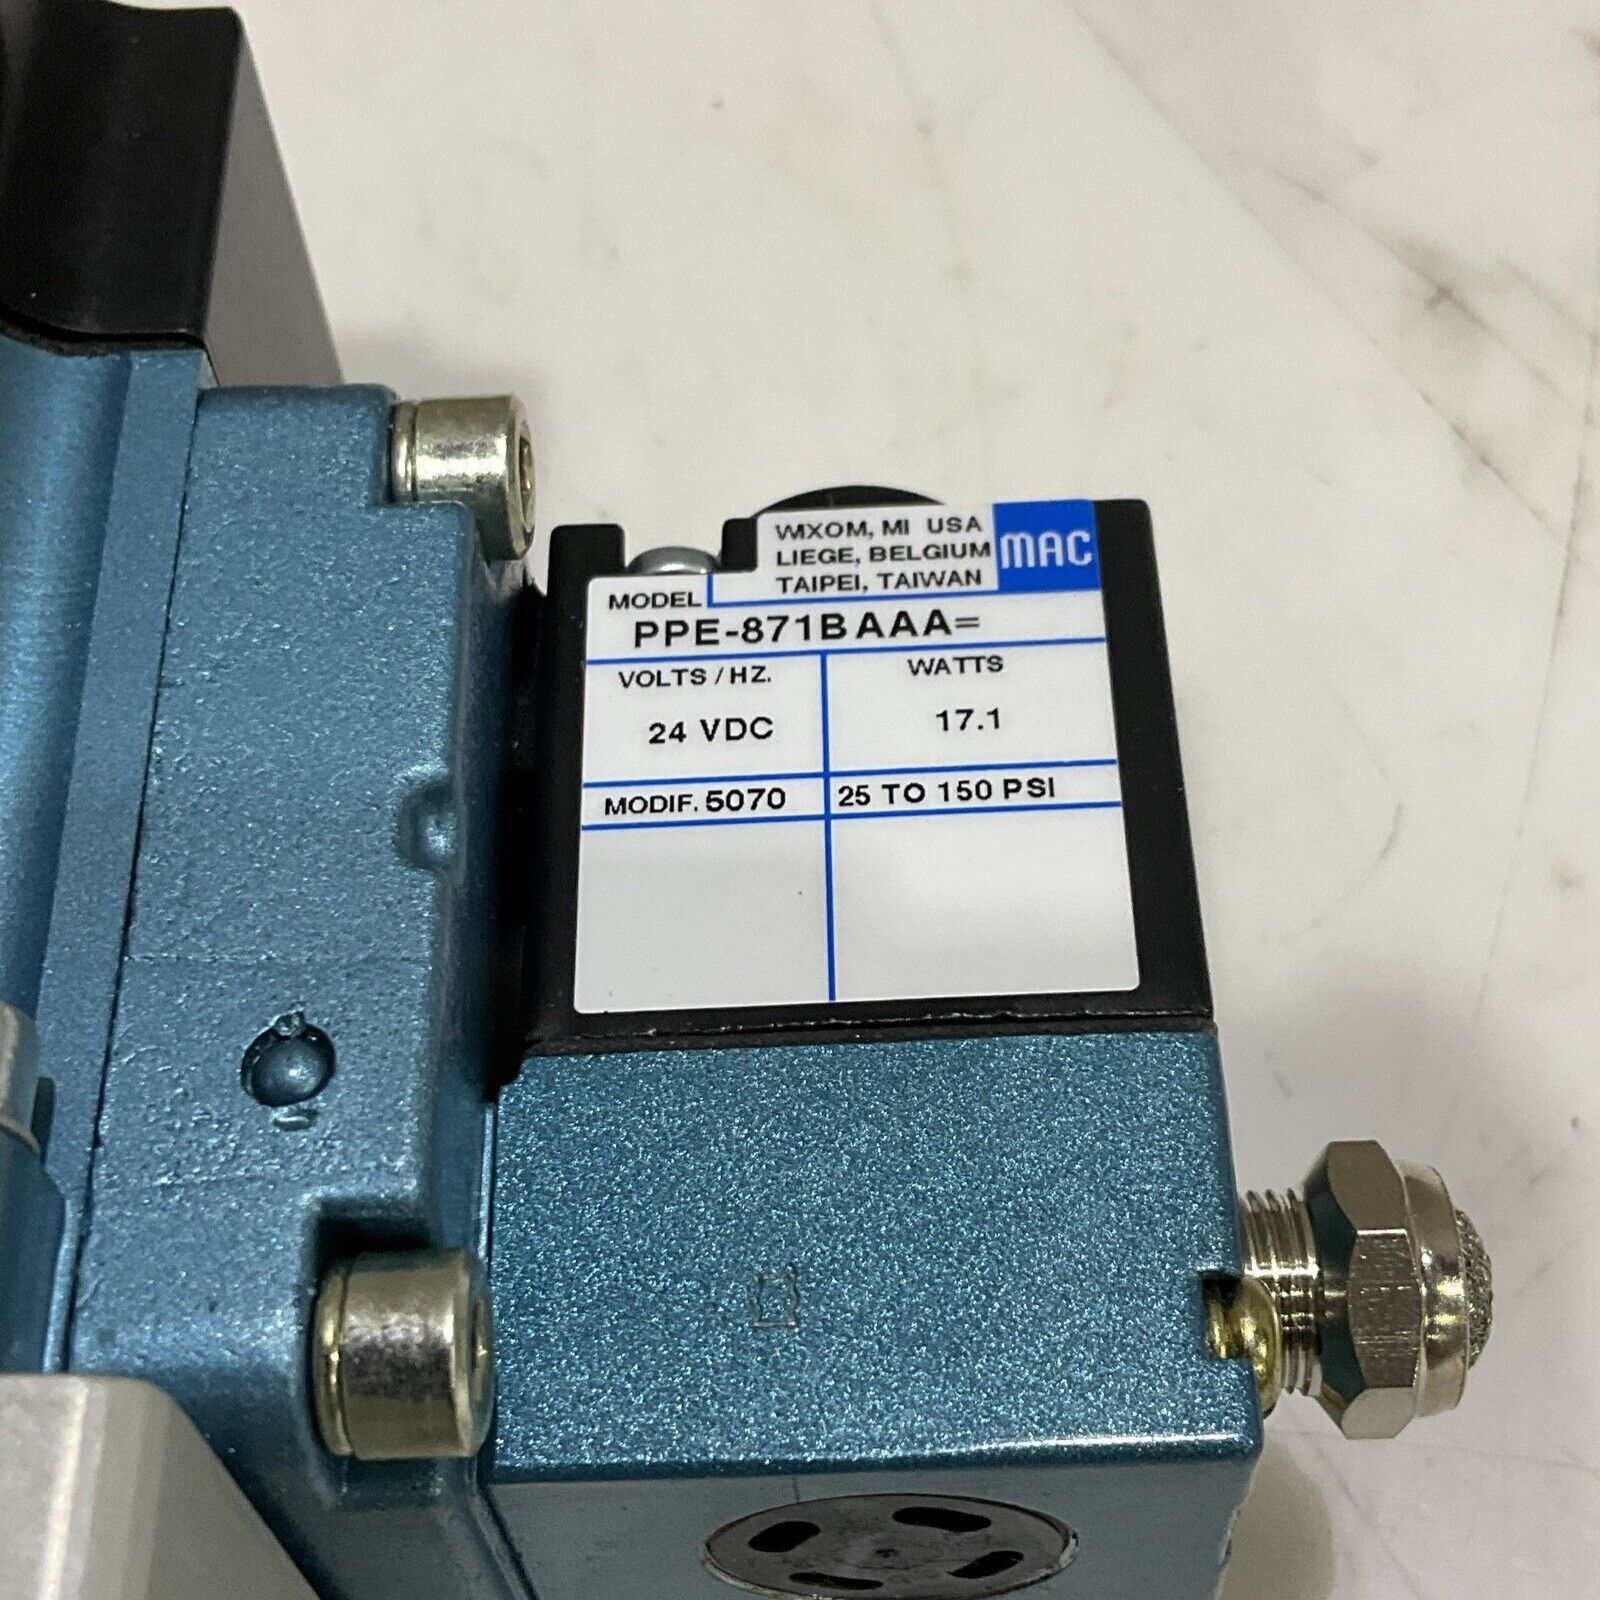 WIXOM, MI USA
LIEGE, BELGIUM
TAIPEI, TAIWAN
MAC
MODEL
PPE-871BAAA=
VOLTS / HZ.
WATTS
24 VDC
17.1
MODIF. 5070
25 TO 150 PSI